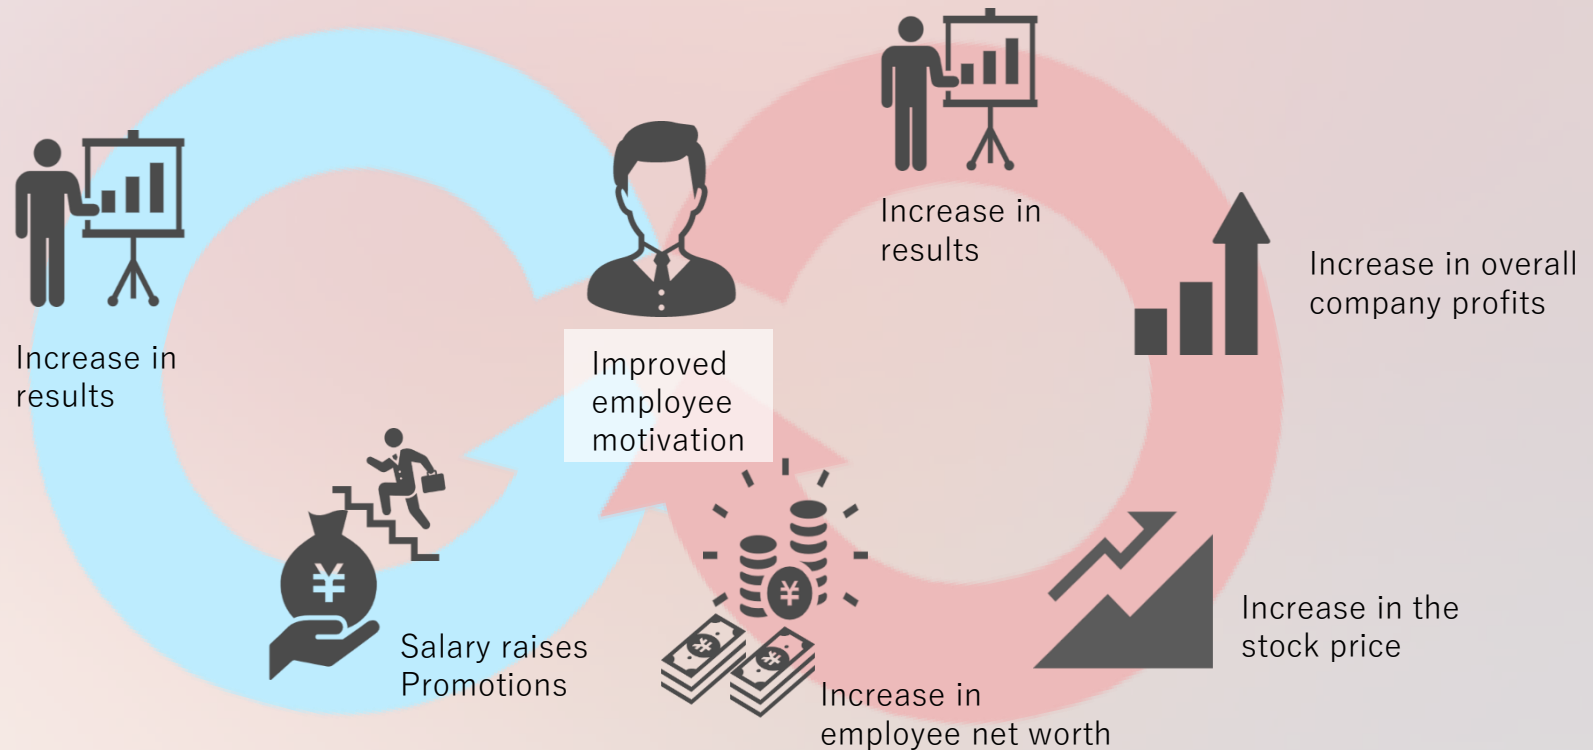 Increase in
results
Salary raises
Promotions
¥
Improved
employee
motivation
Increase in
results
Increase in overall
company profits
Increase in the
stock price
Increase in
employee net worth
¥
¥
¥